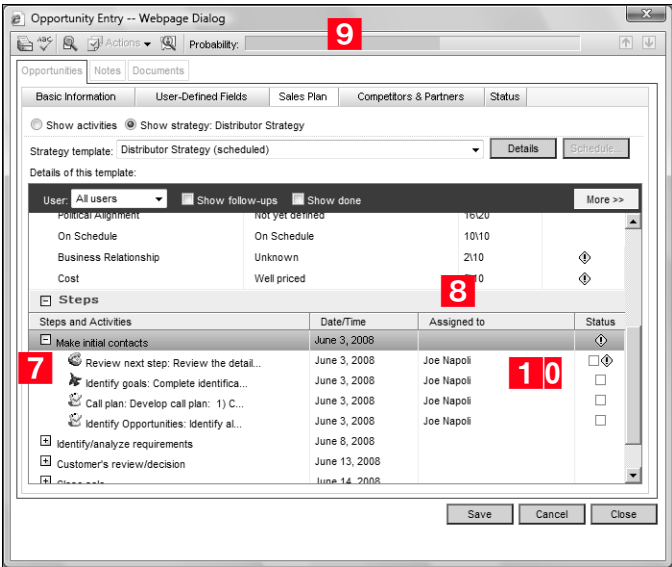 Opportunity Entry -- Webpage Dialog
ABC Actions Probability: 9
Opportunities Notes Documents
Basic Information User-Defined Fields Sales Plan Competitors & Partners Status
Show activities Show strategy: Distributor Strategy
Strategy template: Distributor Strategy (scheduled) Details Schedule...
Details of this template:
User: All users Show follow-ups Show done More >>
Political Alignment Not yet defined 16\20
On Schedule On Schedule 10\10
Business Relationship Unknown 2\10
Cost Well priced \10
8
Steps
Steps and Activities Date/Time Assigned to Status
Make initial contacts June 3, 2008
7 Review next step: Review the detail... June 3, 2008 Joe Napoli 10
Identify goals: Complete identifica... June 3, 2008 Joe Napoli
Call plan: Develop call plan: 1) C... June 3, 2008 Joe Napoli
Identify Opportunities: Identify al... June 3, 2008 Joe Napoli
Identify/analyze requirements June 8, 2008
Customer's review/decision June 13, 2008
Close sale June 14, 2008
Save Cancel Close